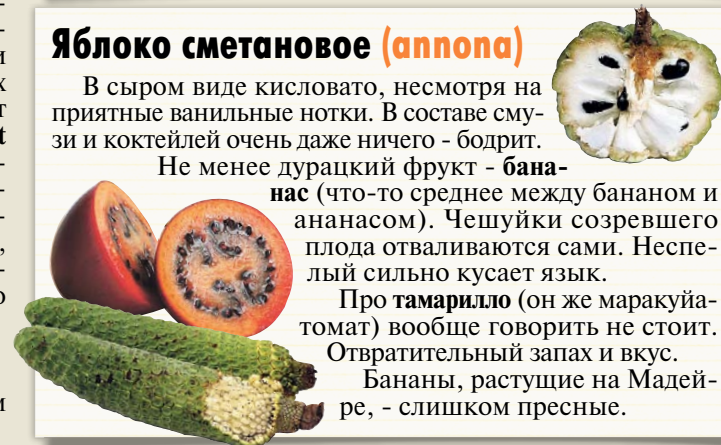 Яблоко сметановое (annona)
В сыром виде кисловато, несмотря на
приятные ванильные нотки. В составе сму-
зи и коктейлей очень даже ничего - бодрит.
Не менее дурацкий фрукт - бана-
нас (что-то среднее между бананом и
ананасом). Чешуйки созревшего
плода отваливаются сами. Неспе-
лый сильно кусает язык.
Про тамарилло (он же маракуйа-
томат) вообще говорить не стоит.
Отвратительный запах и вкус.
Бананы, растущие на Мадей-
ре, - слишком пресные.